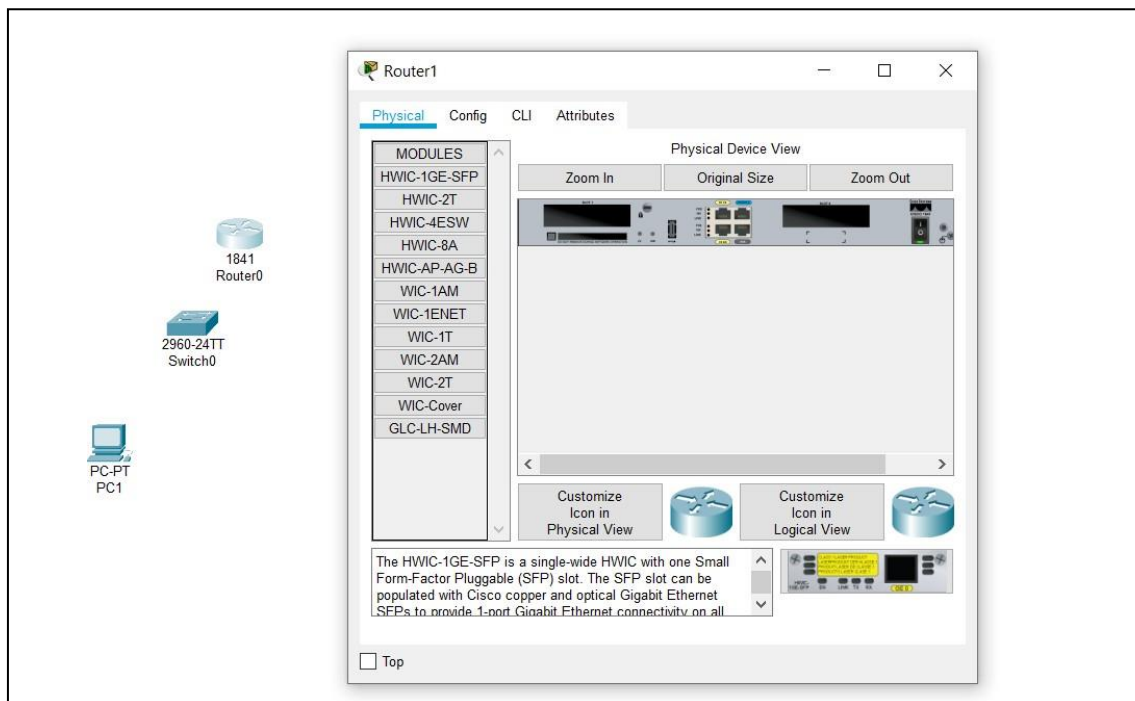 Router1
Physical Config CLI Attributes
MODULES
HWIC-1GE-SFP
HWIC-2T
HWIC-4ESW
HWIC-8A
HWIC-AP-AG-B
WIC-1AM
WIC-1ENET
WIC-1T
WIC-2AM
WIC-2T
WIC-Cover
GLC-LH-SMD
Physical Device View
Zoom In Original Size Zoom Out
1841
Router0
2960-24TT
Switch0
PC-PT
PC1
Customize
Icon in
Physical View
Customize
Icon in
Logical View
The HWIC-1GE-SFP is a single-wide HWIC with one Small
Form-Factor Pluggable (SFP) slot. The SFP slot can be
populated with Cisco copper and optical Gigabit Ethernet
SFPs to provide 1-port Gigabit Ethernet connectivity on all
Top